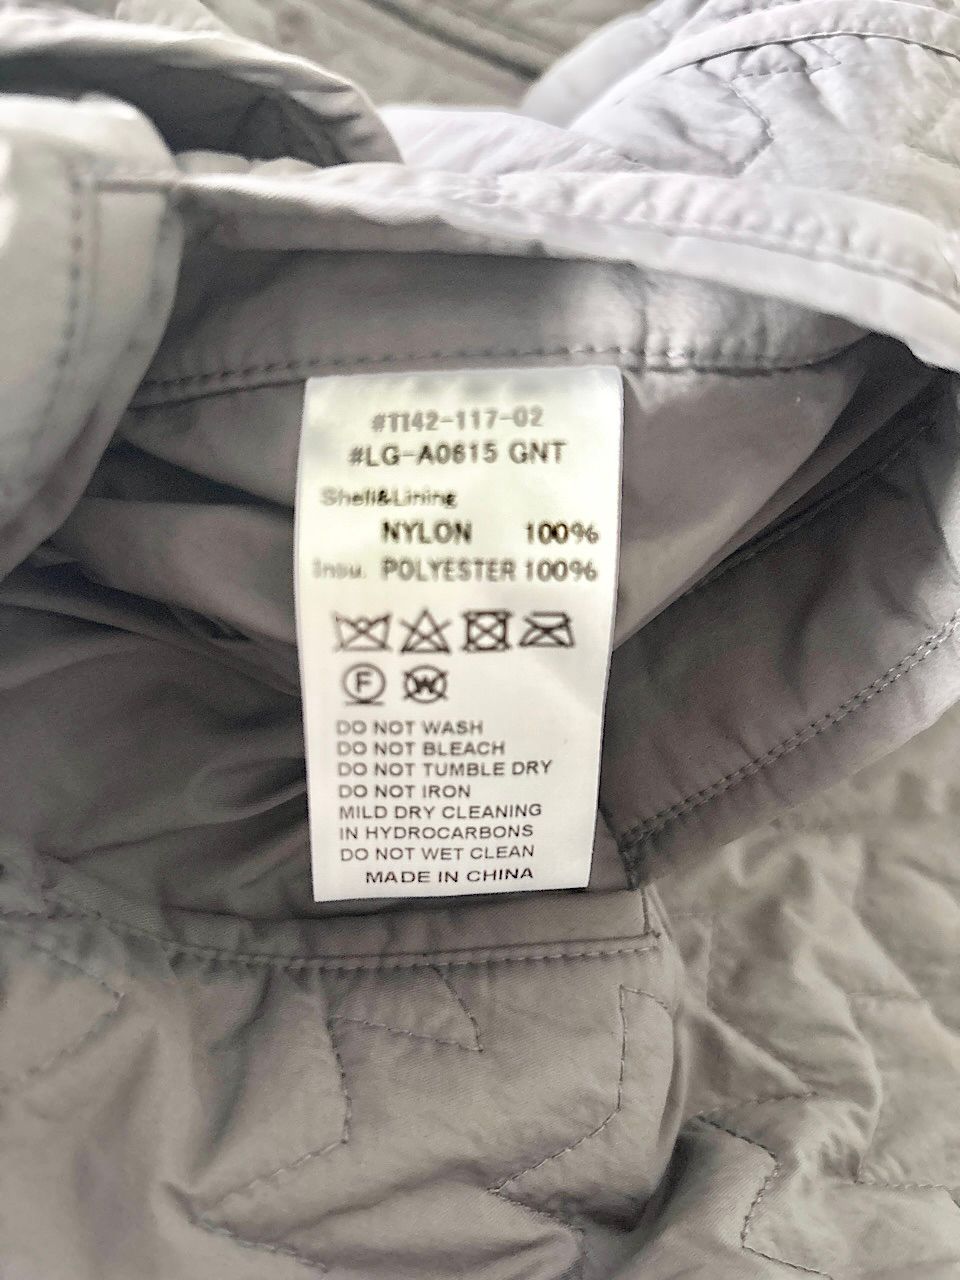 #TI42-117-02
#LG-A0615 GNT
Shell&Lining
NYLON 100%
Insu. POLYESTER 100%
F
W
DO NOT WASH
DO NOT BLEACH
DO NOT TUMBLE DRY
DO NOT IRON
MILD DRY CLEANING
IN HYDROCARBONS
DO NOT WET CLEAN
MADE IN CHINA